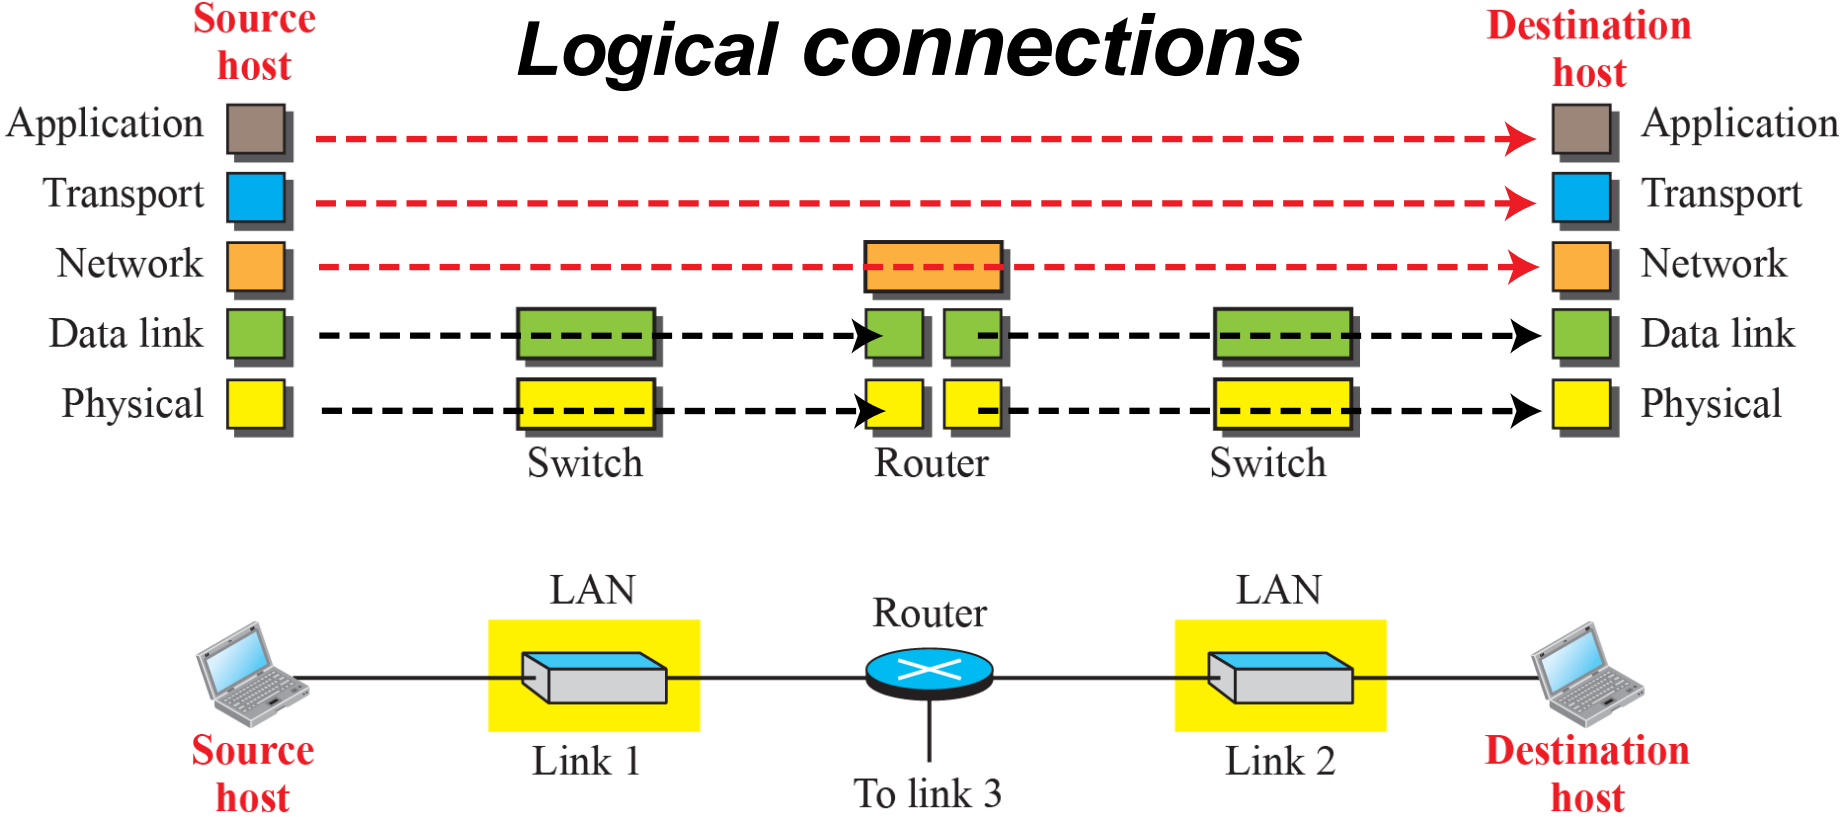 Source
host
Logical connections
Destination
host
Application
Application
Transport
Transport
Network
Network
Data link
Data link
Physical
Physical
Switch
Router
Switch
LAN
Router
LAN
Source
host
Link 1
To link 3
Link 2
Destination
host